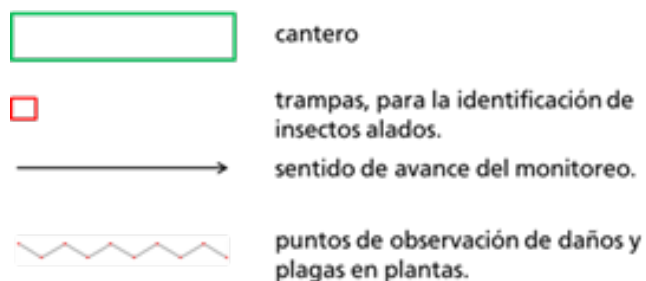 cantero
trampas, para la identificación de
insectos alados.
sentido de avance del monitoreo.
puntos de observación de daños y
plagas en plantas.